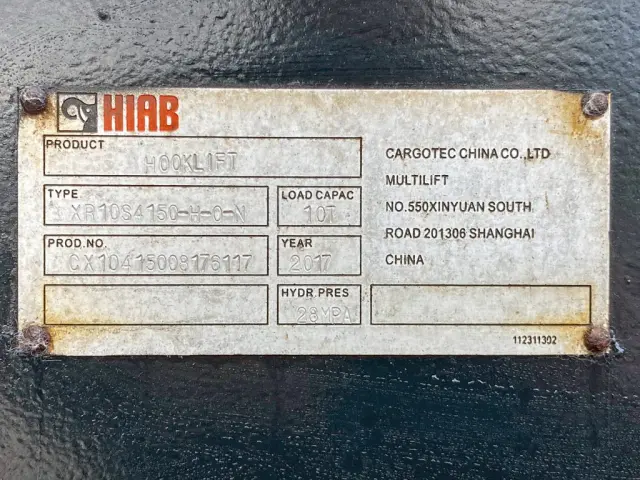 HIAB
PRODUCT
HOOKLIFT
TYPE
XR10S4150-H-0-N
LOAD CAPAC
10T
PROD.NO.
CX10415008176117
YEAR
2017
HYDR PRES
28MPA
CARGOTEC CHINA CO.,LTD
MULTILIFT
NO.550XINYUAN SOUTH
ROAD 201306 SHANGHAI
CHINA
112311302